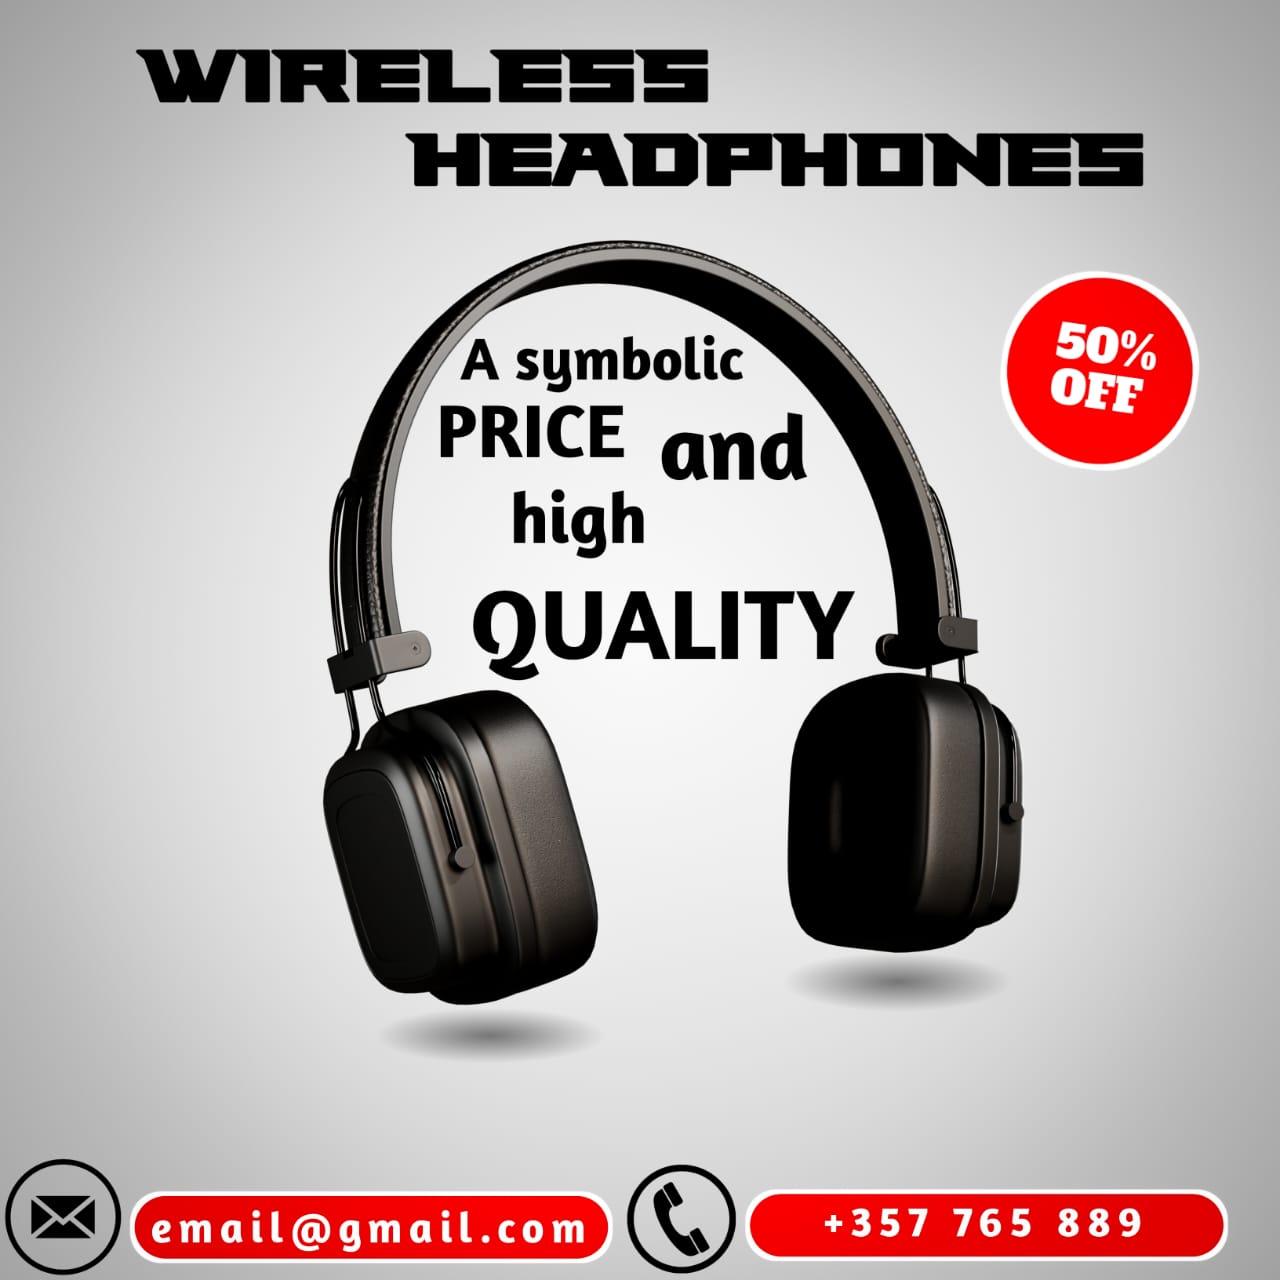 WIRELESS
HEADPHONES
A symbolic
PRICE and
high
QUALITY
50%
OFF
email@gmail.com
+357 765 889